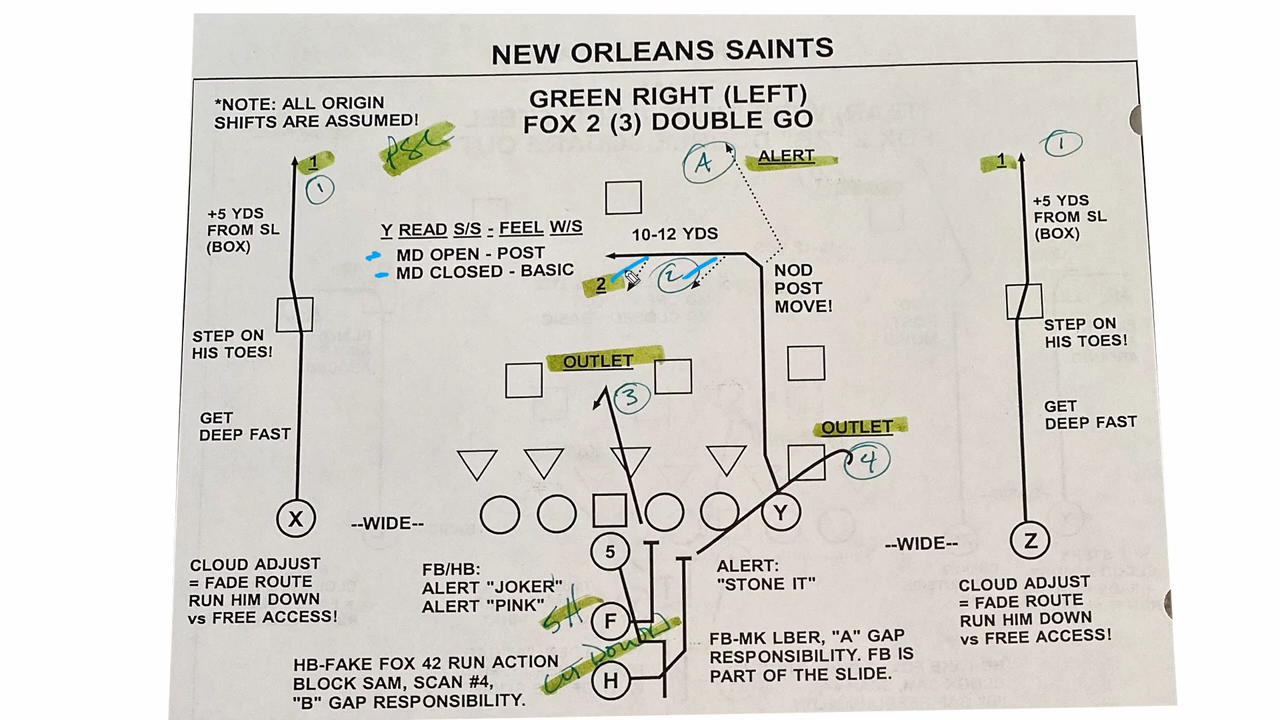 NEW ORLEANS SAINTS
*NOTE: ALL ORIGIN
SHIFTS ARE ASSUMED!
GREEN RIGHT (LEFT)
FOX 2 (3) DOUBLE GO
PSL
1
1
A
ALERT
1
1
+5 YDS
FROM SL
(BOX)
Y READ S/S - FEEL W/S
MD OPEN - POST
MD CLOSED - BASIC
10-12 YDS
2
2
NOD
POST
MOVE!
+5 YDS
FROM SL
(BOX)
STEP ON
HIS TOES!
STEP ON
HIS TOES!
OUTLET
3
GET
DEEP FAST
OUTLET
4
GET
DEEP FAST
X
--WIDE--
Y
--WIDE--
Z
5
CLOUD ADJUST
= FADE ROUTE
RUN HIM DOWN
vs FREE ACCESS!
FB/HB:
ALERT "JOKER"
ALERT "PINK"
ALERT:
"STONE IT"
CLOUD ADJUST
= FADE ROUTE
RUN HIM DOWN
vs FREE ACCESS!
F
H
HB-FAKE FOX 42 RUN ACTION
BLOCK SAM, SCAN #4,
"B" GAP RESPONSIBILITY.
FB-MK LBER, "A" GAP
RESPONSIBILITY. FB IS
PART OF THE SLIDE.